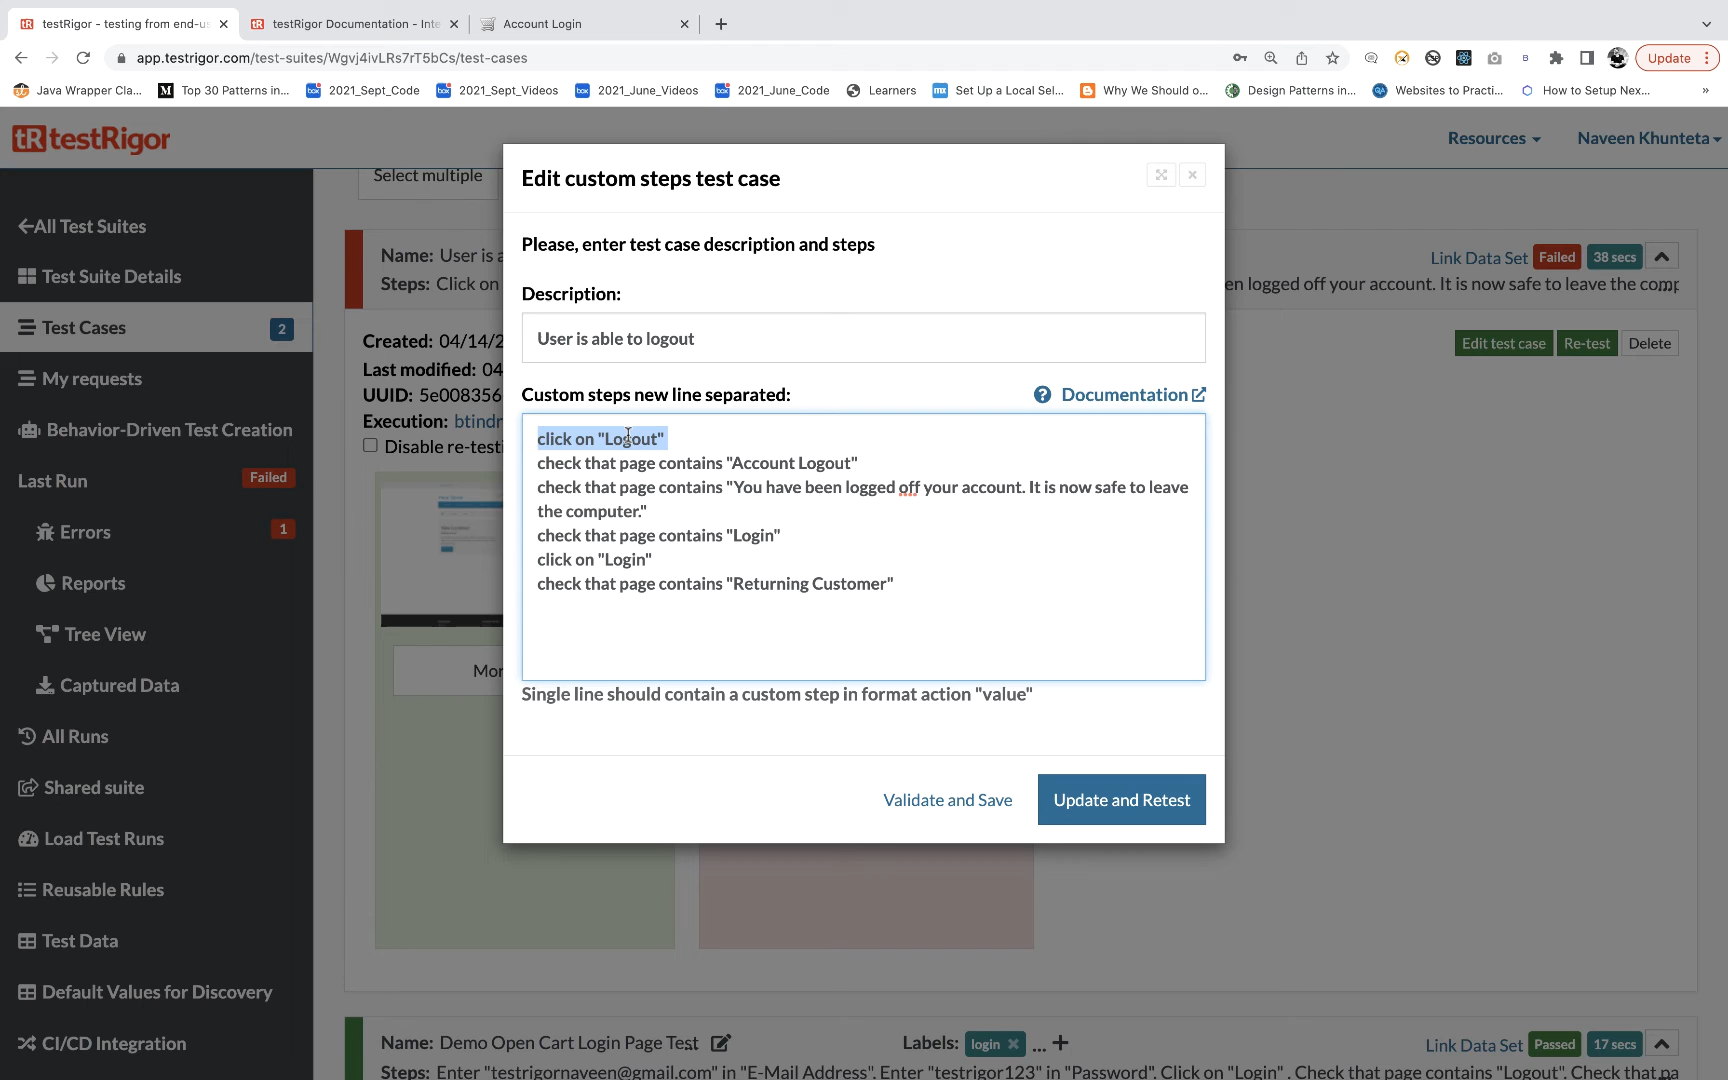 testRigor - testing from end-us
testRigor Documentation - Inte
Account Login
app.testrigor.com/test-suites/Wgvj4ivLRs7rT5bCs/test-cases
Update
Java Wrapper Cla...
Top 30 Patterns in...
2021_Sept_Code
2021_Sept_Videos
2021_June_Videos
2021_June_Code
Learners
Set Up a Local Sel...
Why We Should o...
Design Patterns in...
Websites to Practi...
How to Setup Nex...
»
tR testRigor
Resources
Naveen Khunteta
All Test Suites
Test Suite Details
Test Cases 2
My requests
Behavior-Driven Test Creation
Last Run Failed
Errors 1
Reports
Tree View
Captured Data
All Runs
Shared suite
Load Test Runs
Reusable Rules
Test Data
Default Values for Discovery
CI/CD Integration
Select multiple
Name: User is a
Link Data Set Failed 38 secs
Steps: Click on
en logged off your account. It is now safe to leave the comp
Created: 04/14/2
Edit test case Re-test Delete
Last modified: 04
UUID: 5e008356
Execution: btindr
Disable re-testi
Mor
Edit custom steps test case
Please, enter test case description and steps
Description:
User is able to logout
Custom steps new line separated:
Documentation
click on "Logout"
check that page contains "Account Logout"
check that page contains "You have been logged off your account. It is now safe to leave
the computer."
check that page contains "Login"
click on "Login"
check that page contains "Returning Customer"
Single line should contain a custom step in format action "value"
Validate and Save
Update and Retest
Name: Demo Open Cart Login Page Test
Labels: login × ... +
Link Data Set Passed 17 secs
Steps: Enter "testrigornaveen@gmail.com" in "E-Mail Address". Enter "testrigor123" in "Password". Click on "Login" . Check that page contains "Logout". Check that pa